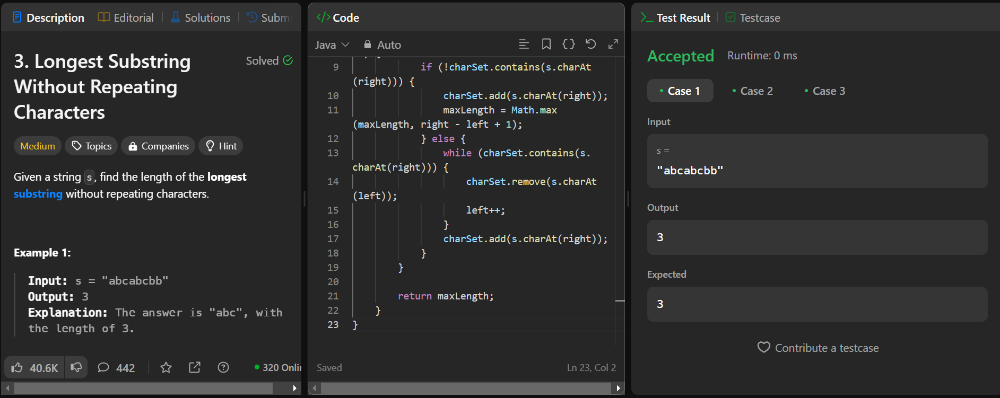 Description
Editorial
Solutions
Subm
3. Longest Substring
Without Repeating
Characters
Solved
Medium
Topics
Companies
Hint
Given a string s, find the length of the longest
substring without repeating characters.
Example 1:
Input: s = "abcabcbb"
Output: 3
Explanation: The answer is "abc", with
the length of 3.
40.6K
442
320 Onlin
Code
Java
Auto
) {
9 if (!charSet.contains(s.charAt
(right))) {
10 charSet.add(s.charAt(right));
11 maxLength = Math.max
(maxLength, right - left + 1);
12 } else {
13 while (charSet.contains(s.
charAt(right))) {
14 charSet.remove(s.charAt
(left));
15 left++;
16 }
17 charSet.add(s.charAt(right));
18 }
19 }
20
21 return maxLength;
22 }
23 }
Saved
Ln 23, Col 2
Test Result
Testcase
Accepted
Runtime: 0 ms
Case 1
Case 2
Case 3
Input
s =
"abcabcbb"
Output
3
Expected
3
Contribute a testcase